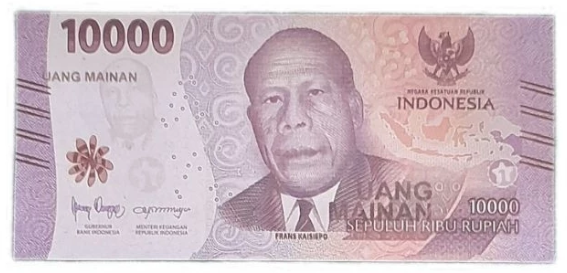 10000
UANG MAINAN
NEGARA KESATUAN REPUBLIK
INDONESIA
GUBERNUR
BANK INDONESIA
MENTERI KEUANGAN
REPUBLIK INDONESIA
FRANS KAISIEPO
UANG
MAINAN
10000
SEPULUH RIBU RUPIAH